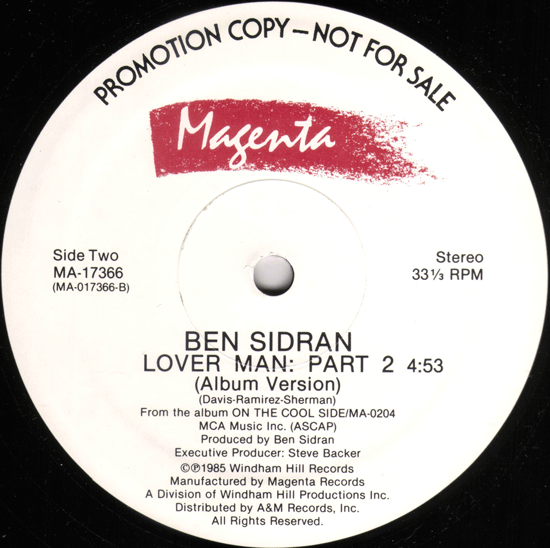 PROMOTION COPY—NOT FOR SALE
Magenta
Side Two
MA-17366
(MA-017366-B)
Stereo
33 1/3 RPM
BEN SIDRAN
LOVER MAN: PART 2 4:53
(Album Version)
(Davis-Ramirez-Sherman)
From the album ON THE COOL SIDE/MA-0204
MCA Music Inc. (ASCAP)
Produced by Ben Sidran
Executive Producer: Steve Backer
©℗1985 Windham Hill Records
Manufactured by Magenta Records
A Division of Windham Hill Productions Inc.
Distributed by A&M Records, Inc.
All Rights Reserved.